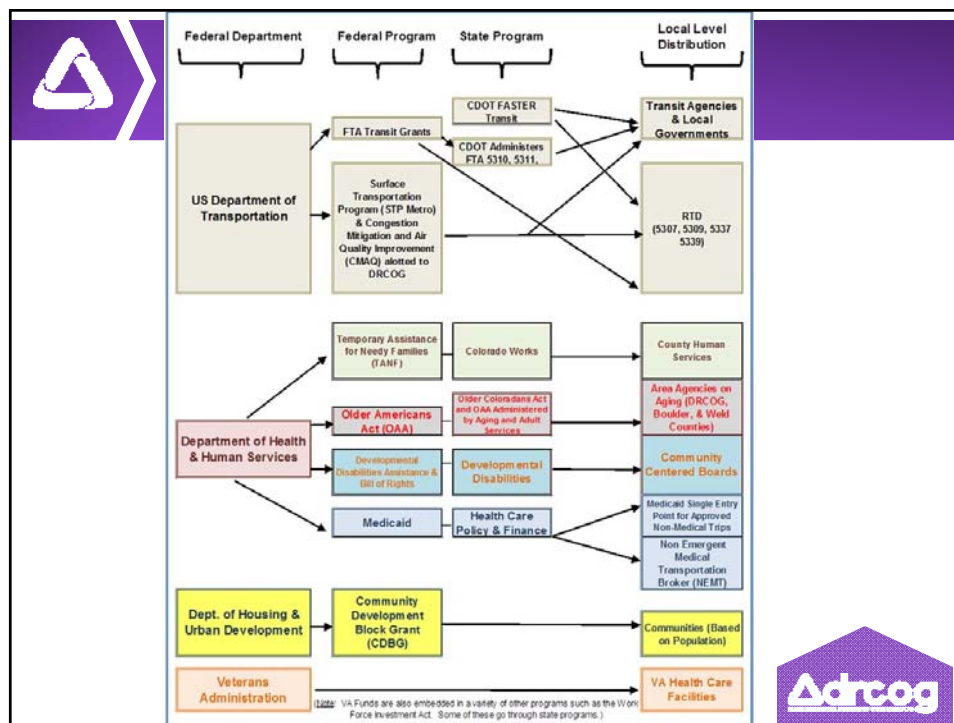 Federal Department
Federal Program
State Program
Local Level
Distribution
US Department of
Transportation
FTA Transit Grants
CDOT FASTER
Transit
CDOT Administers
FTA 5310, 5311,
Transit Agencies
& Local
Governments
Surface
Transportation
Program (STP Metro)
& Congestion
Mitigation and Air
Quality Improvement
(CMAQ) alotted to
DRCOG
RTD
(5307, 5309, 5337
5339)
Department of Health
& Human Services
Temporary Assistance
for Needy Families
(TANF)
Colorado Works
County Human
Services
Older Americans
Act (OAA)
Older Coloradans Act
and OAA Administered
by Aging and Adult
Services
Area Agencies on
Aging (DRCOG,
Boulder, & Weld
Counties)
Developmental
Disabilities Assistance &
Bill of Rights
Developmental
Disabilities
Community
Centered Boards
Medicaid
Health Care
Policy & Finance
Medicaid Single Entry
Point for Approved
Non-Medical Trips
Non Emergent
Medical
Transportation
Broker (NEMT)
Dept. of Housing &
Urban Development
Community
Development
Block Grant
(CDBG)
Communities (Based
on Population)
Veterans
Administration
VA Health Care
Facilities
(Note: VA Funds are also embedded in a variety of other programs such as the Work
Force Investment Act. Some of these go through state programs.)
drcog